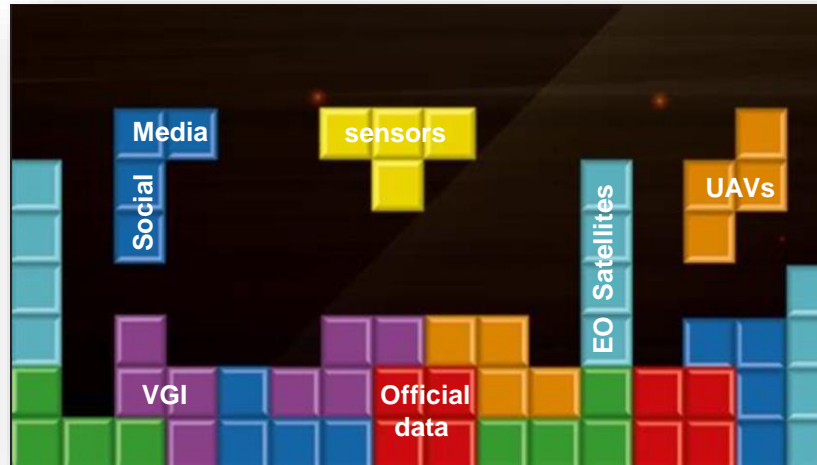 Media
Social
sensors
UAVs
EO Satellites
VGI
Official
data